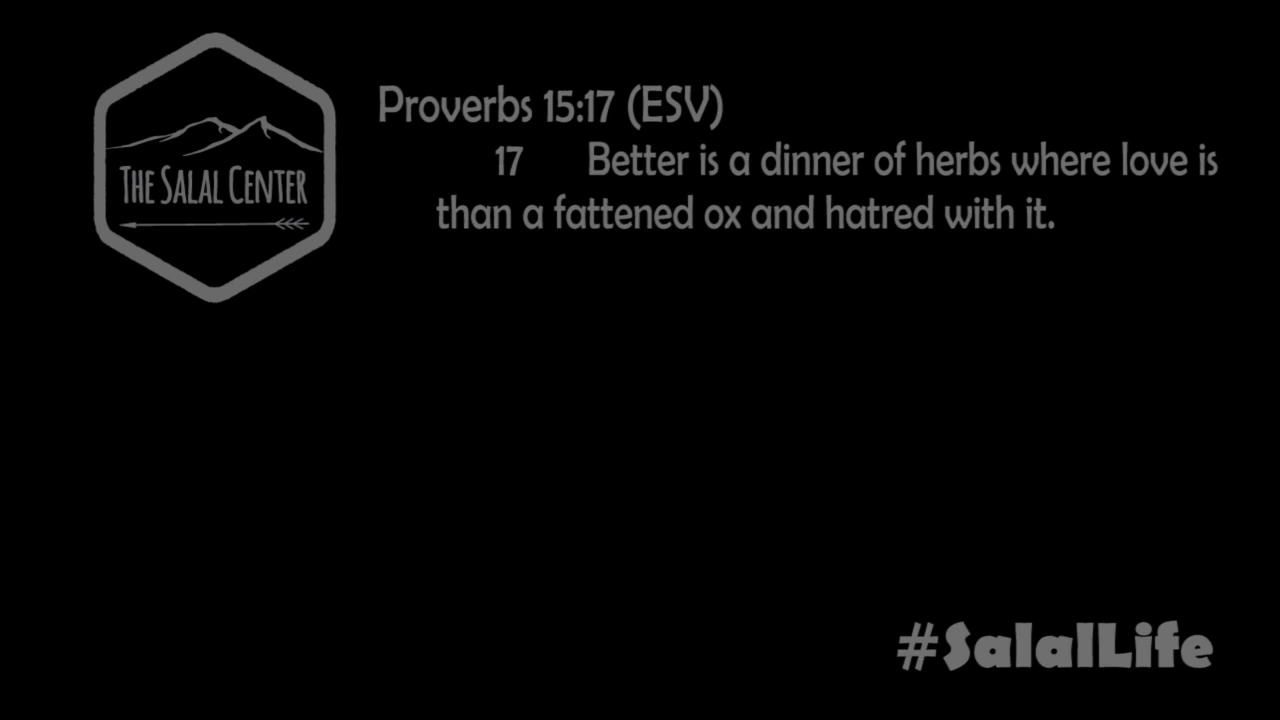 THE SALAL CENTER
Proverbs 15:17 (ESV)
17 Better is a dinner of herbs where love is
than a fattened ox and hatred with it.
#SalalLife